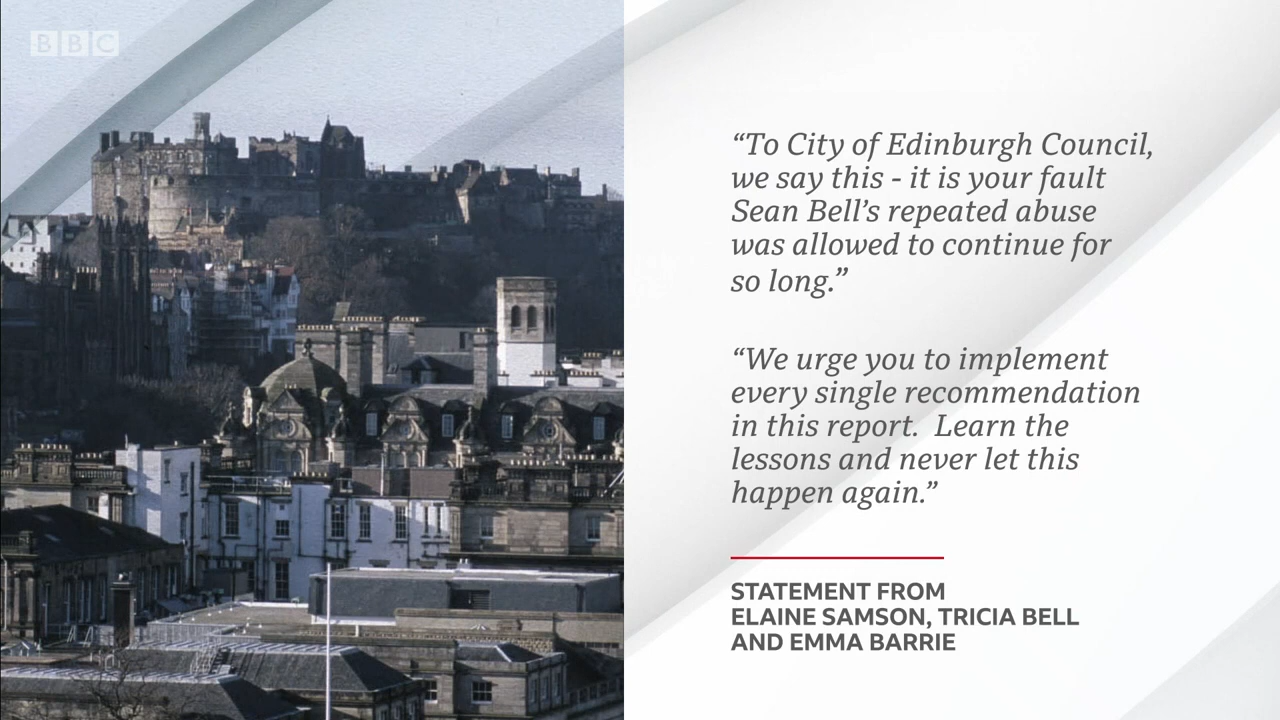 BBC
“To City of Edinburgh Council,
we say this - it is your fault
Sean Bell’s repeated abuse
was allowed to continue for
so long.”
“We urge you to implement
every single recommendation
in this report.  Learn the
lessons and never let this
happen again.”
STATEMENT FROM
ELAINE SAMSON, TRICIA BELL
AND EMMA BARRIE